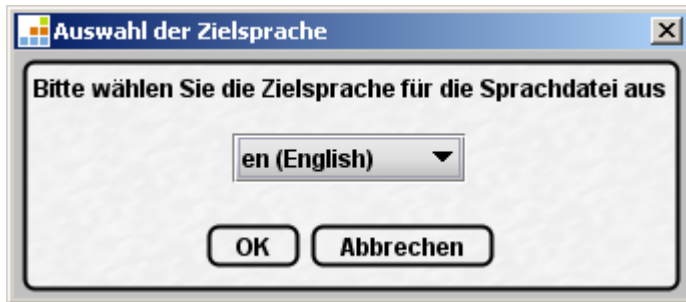 Auswahl der Zielsprache
Bitte wählen Sie die Zielsprache für die Sprachdatei aus
en (English)
OK Abbrechen